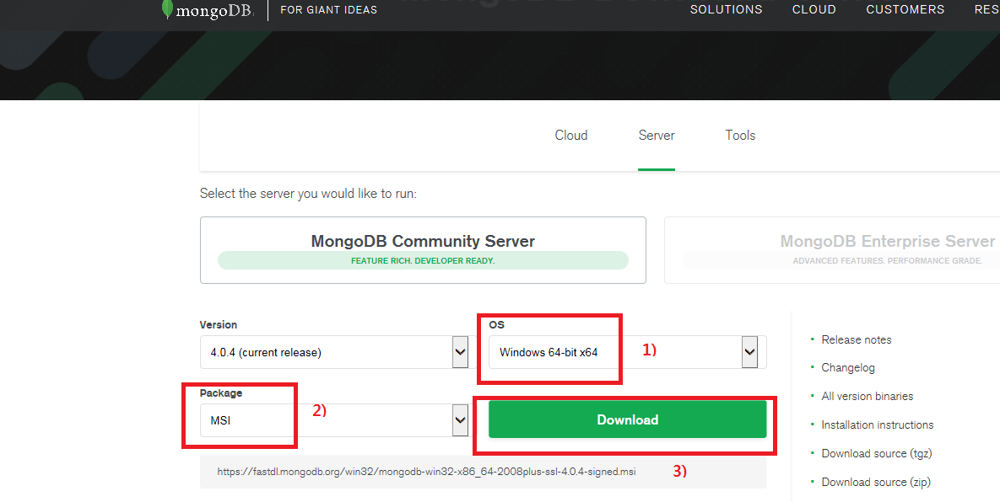 mongoDB. FOR GIANT IDEAS SOLUTIONS CLOUD CUSTOMERS RES
Cloud Server Tools
Select the server you would like to run:
MongoDB Community Server
FEATURE RICH. DEVELOPER READY.
MongoDB Enterprise Server
ADVANCED FEATURES. PERFORMANCE GRADE.
Version
4.0.4 (current release)
OS
Windows 64-bit x64
1)
Package
MSI
2)
Download
https://fastdl.mongodb.org/win32/mongodb-win32-x86_64-2008plus-ssl-4.0.4-signed.msi
3)
Release notes
Changelog
All version binaries
Installation instructions
Download source (tgz)
Download source (zip)